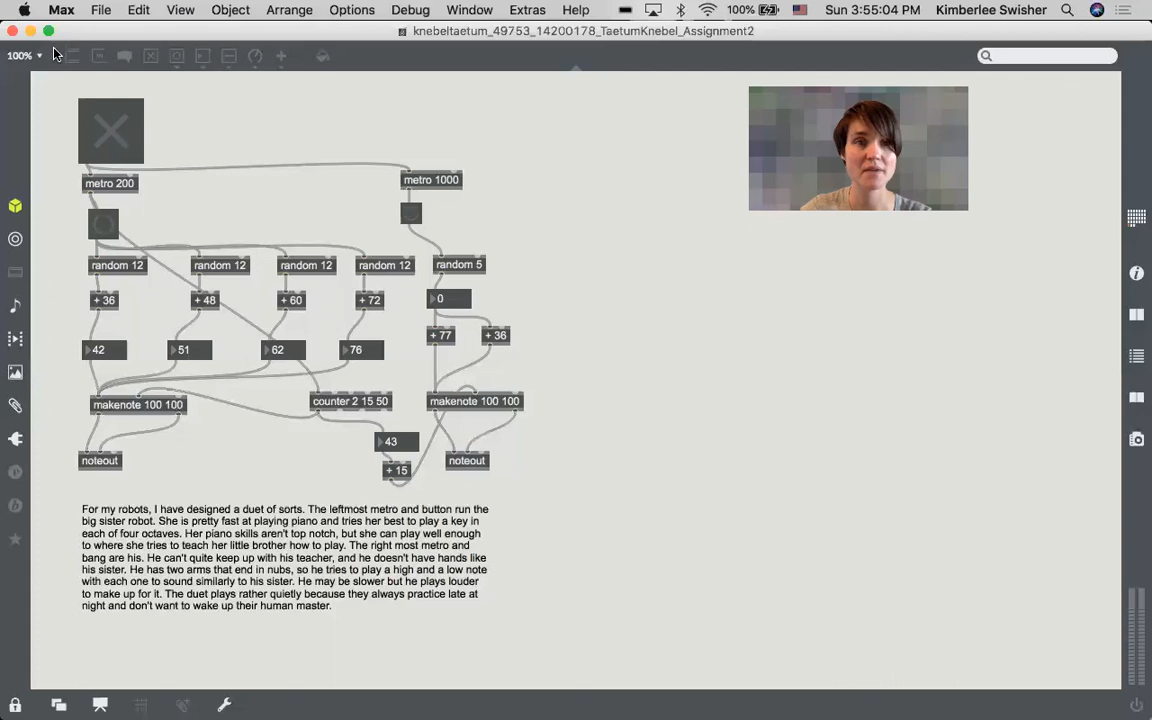 Max File Edit View Object Arrange Options Debug Window Extras Help 100% Sun 3:55:04 PM Kimberlee Swisher
knebeltaetum_49753_14200178_TaetumKnebel_Assignment2
100%
metro 200
metro 1000
random 12 random 12 random 12 random 12 random 5
+ 36 + 48 + 60 + 72 0
+ 77 + 36
42 51 62 76
makenote 100 100 counter 2 15 50 makenote 100 100
43
noteout + 15 noteout
For my robots, I have designed a duet of sorts. The leftmost metro and button run the
big sister robot. She is pretty fast at playing piano and tries her best to play a key in
each of four octaves. Her piano skills aren't top notch, but she can play well enough
to where she tries to teach her little brother how to play. The right most metro and
bang are his. He can't quite keep up with his teacher, and he doesn't have hands like
his sister. He has two arms that end in nubs, so he tries to play a high and a low note
with each one to sound similarly to his sister. He may be slower but he plays louder
to make up for it. The duet plays rather quietly because they always practice late at
night and don't want to wake up their human master.